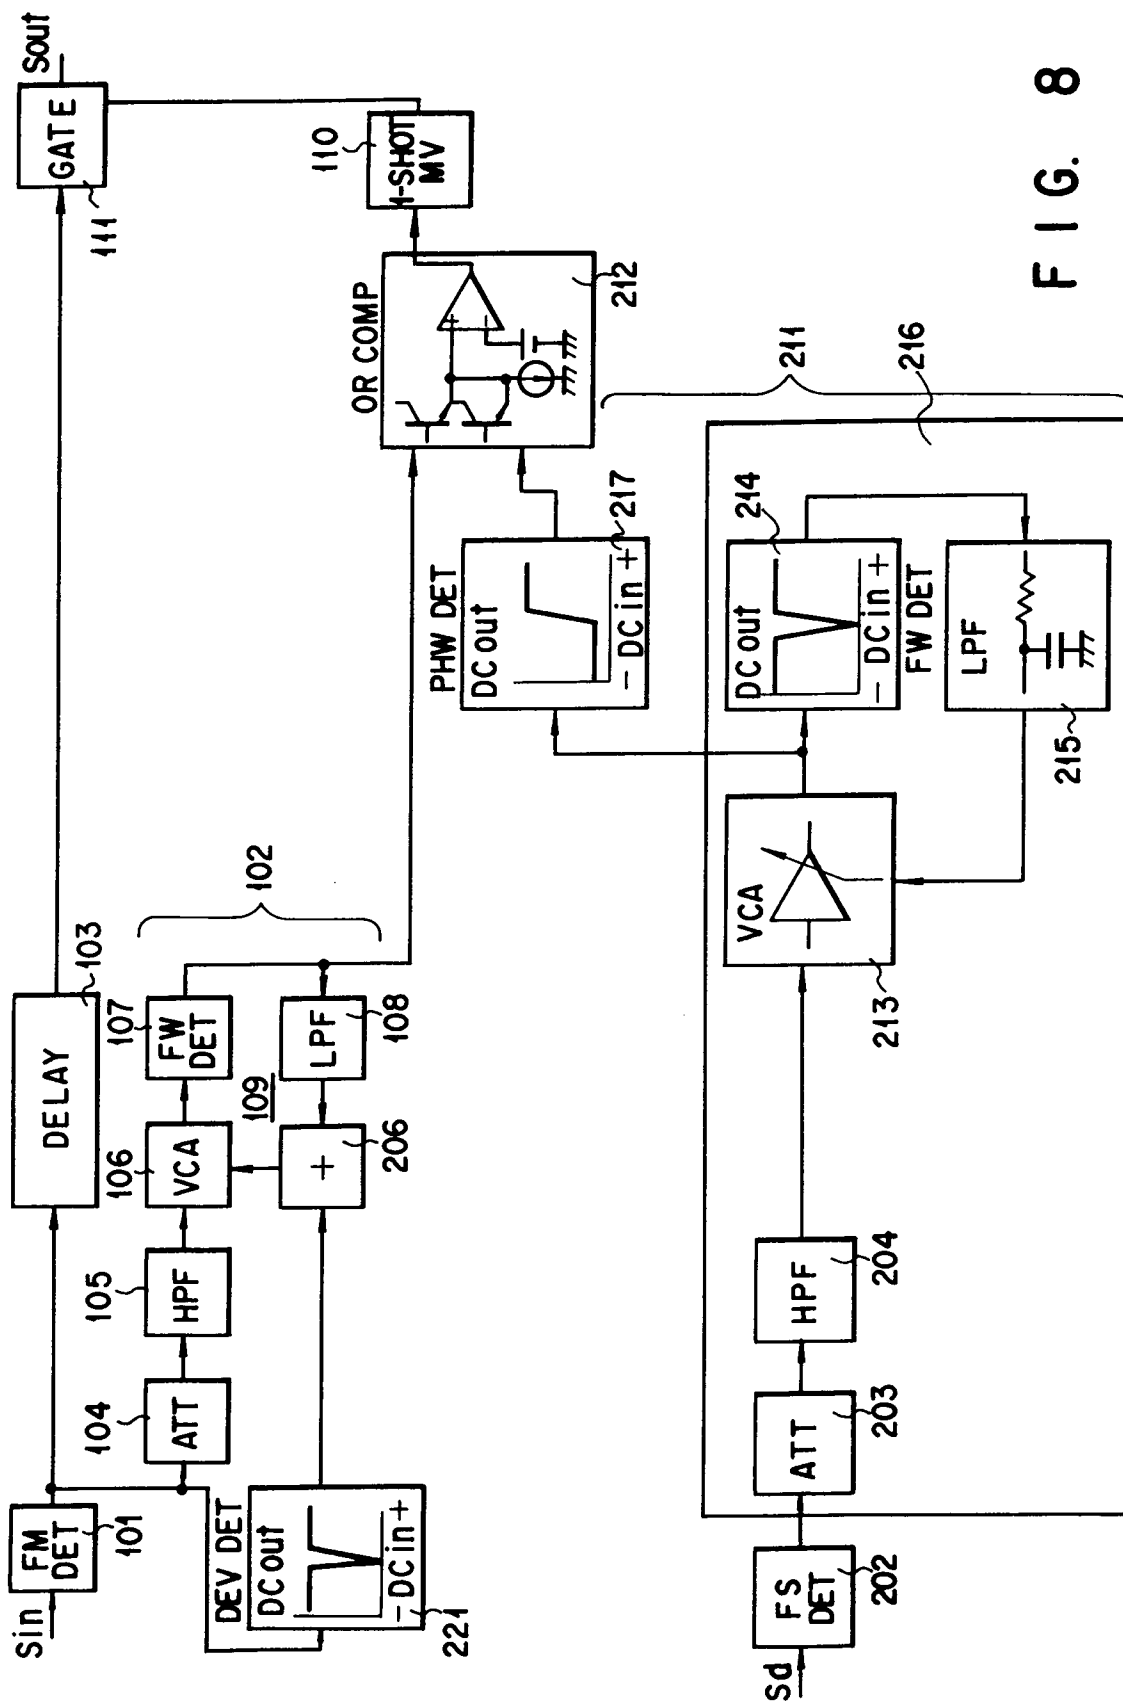 Sin
FM
DET
101
DELAY
103
GATE
111
Sout
ATT
104
HPF
105
VCA
106
FW
DET
107
102
109
LPF
108
+
206
DEV DET
DC out
- DC in +
221
OR COMP
+
-
212
1-SHOT
MV
110
PHW DET
DC out
- DC in +
217
211
216
Sd
FS
DET
202
ATT
203
HPF
204
VCA
213
DC out
- DC in +
214
FW DET
LPF
215
FIG. 8